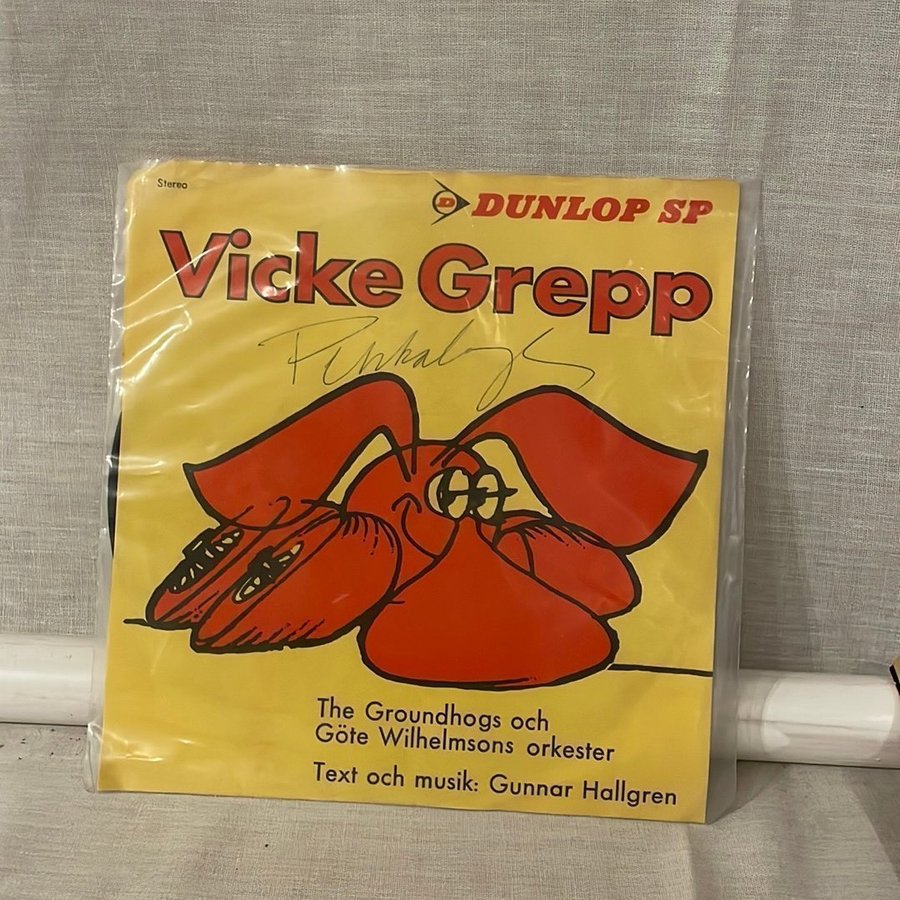 Stereo
D DUNLOP SP
Vicke Grepp
The Groundhogs och
Göte Wilhelmsons orkester
Text och musik: Gunnar Hallgren